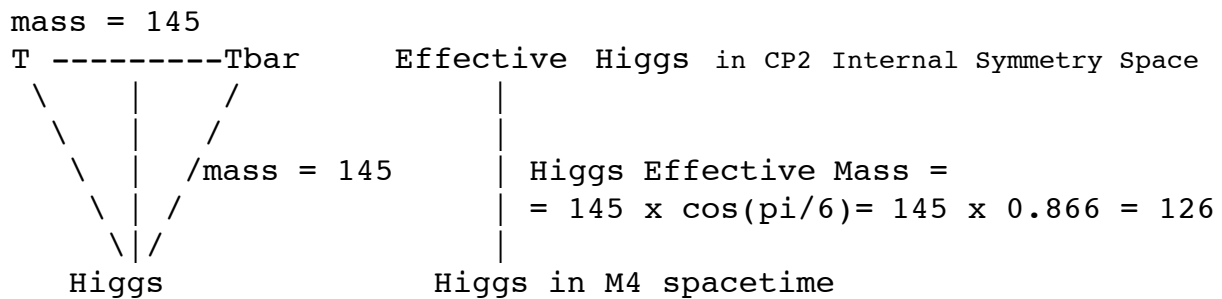 mass = 145
T ---------Tbar Effective Higgs in CP2 Internal Symmetry Space
/mass = 145 Higgs Effective Mass =
= 145 x cos(pi/6)= 145 x 0.866 = 126
Higgs Higgs in M4 spacetime